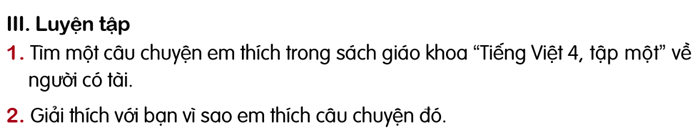 III. Luyện tập
1. Tìm một câu chuyện em thích trong sách giáo khoa “Tiếng Việt 4, tập một” về
người có tài.
2. Giải thích với bạn vì sao em thích câu chuyện đó.